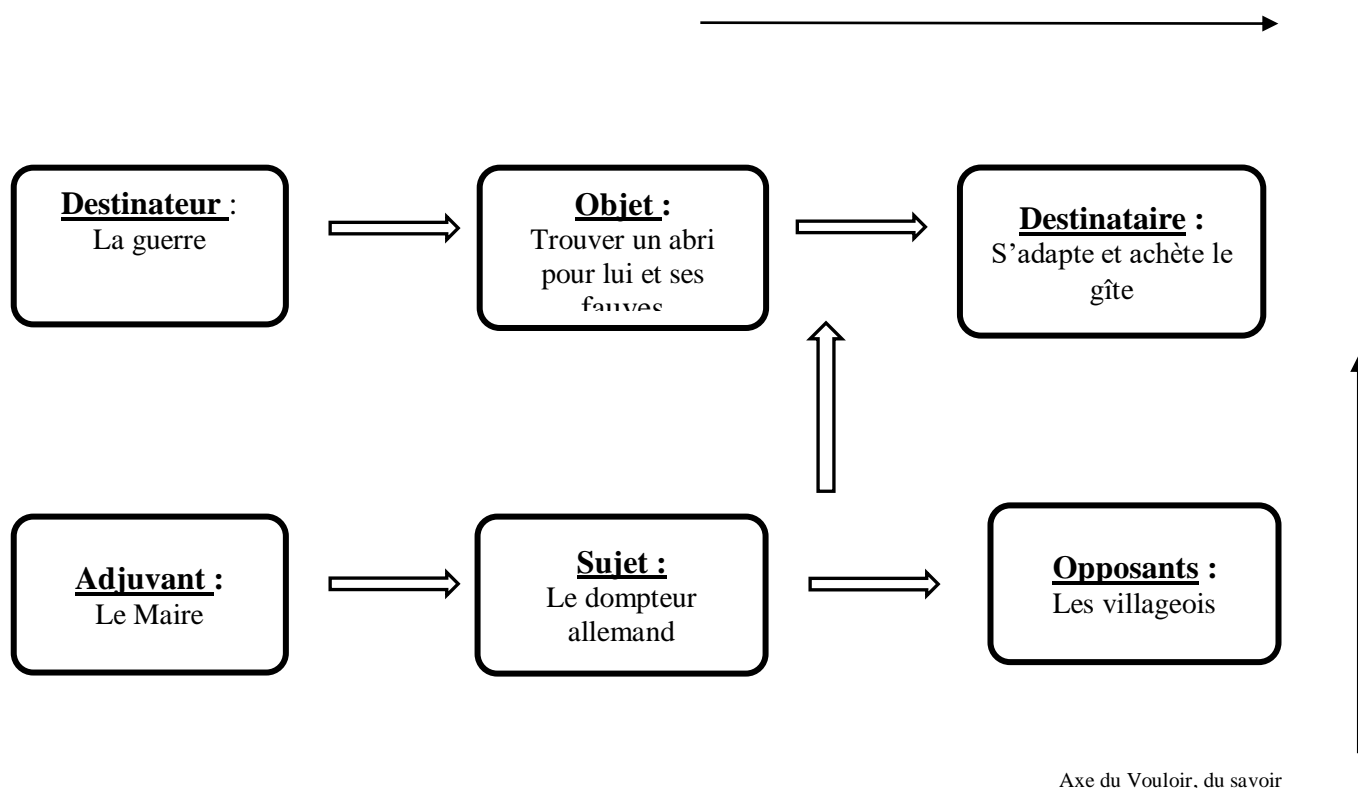 Destinateur :
La guerre
Objet :
Trouver un abri
pour lui et ses
fauves
Destinataire :
S’adapte et achète le
gîte
Adjuvant :
Le Maire
Sujet :
Le dompteur
allemand
Opposants :
Les villageois
Axe du Vouloir, du savoir